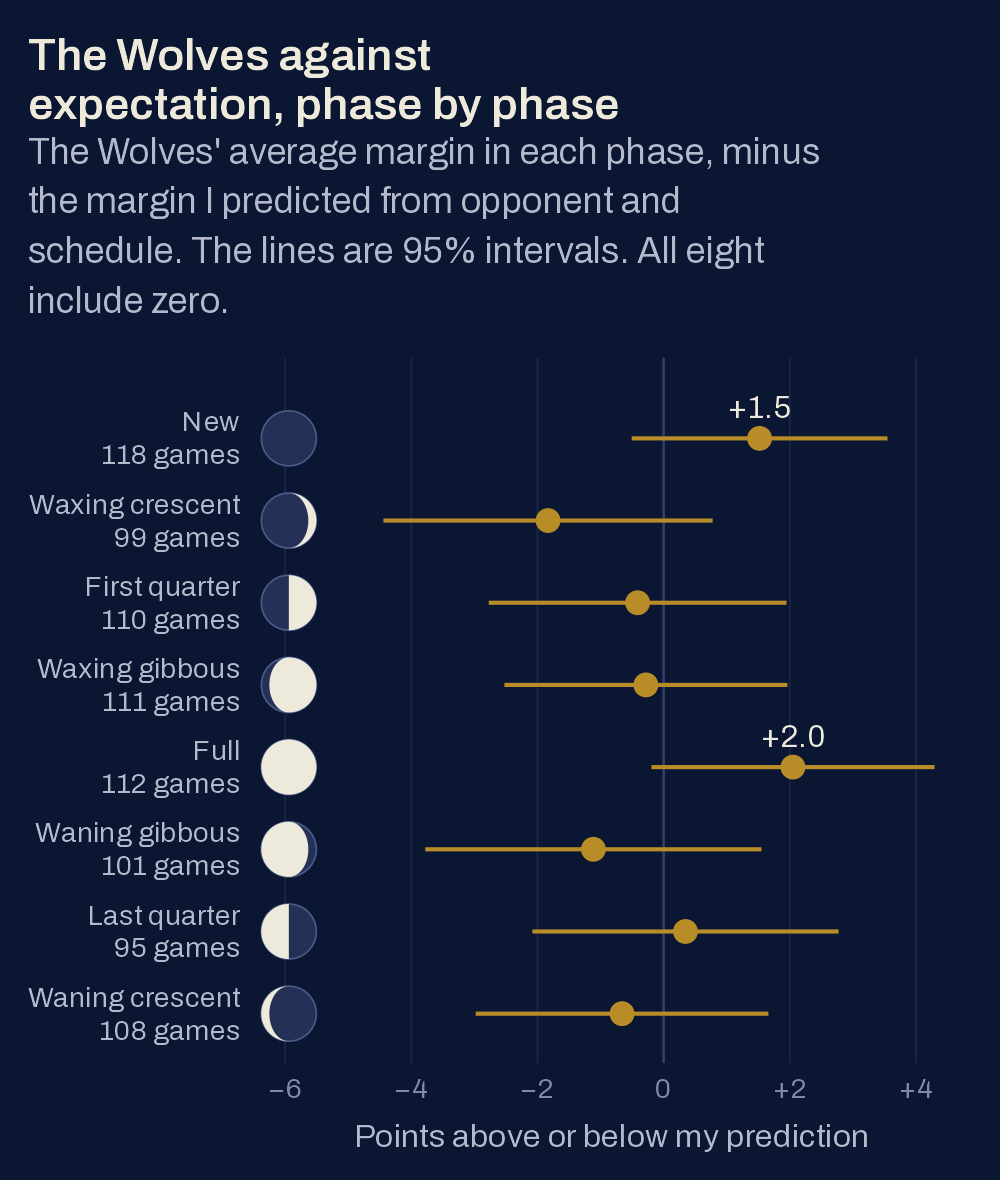 The Wolves against
expectation, phase by phase
The Wolves' average margin in each phase, minus
the margin I predicted from opponent and
schedule. The lines are 95% intervals. All eight
include zero.
New
118 games
+1.5
Waxing crescent
99 games
First quarter
110 games
Waxing gibbous
111 games
Full
112 games
+2.0
Waning gibbous
101 games
Last quarter
95 games
Waning crescent
108 games
−6 −4 −2 0 +2 +4
Points above or below my prediction